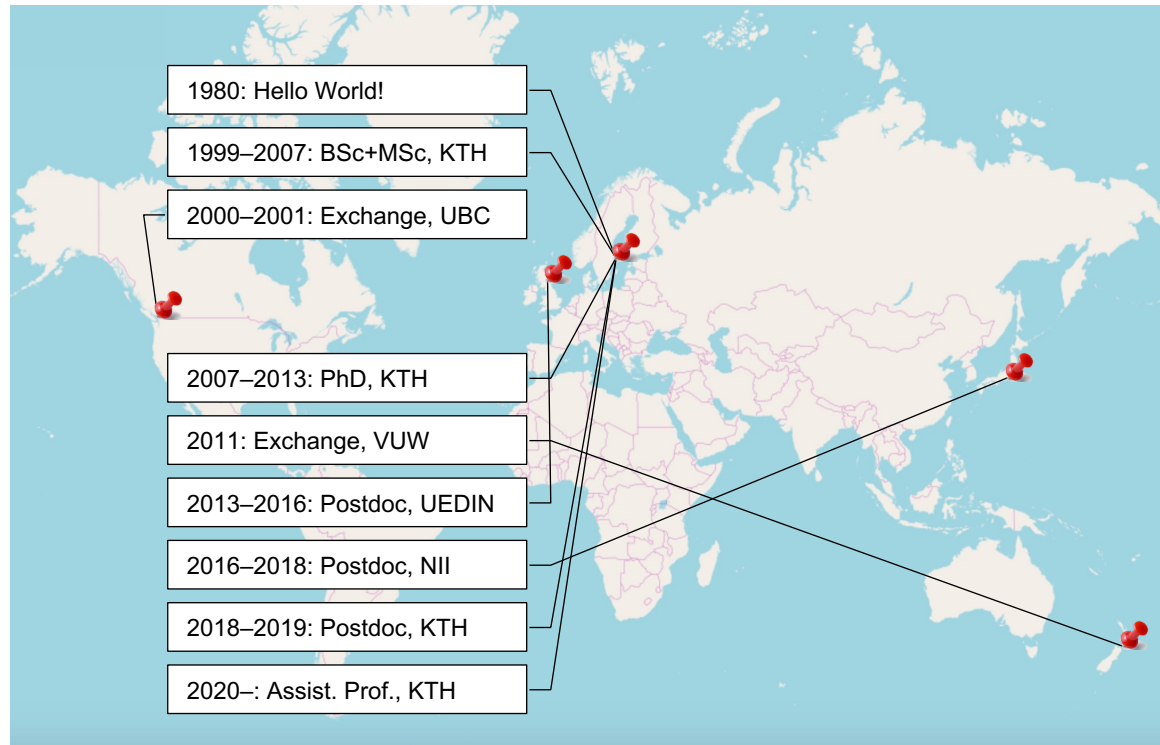 1980: Hello World!
1999–2007: BSc+MSc, KTH
2000–2001: Exchange, UBC
2007–2013: PhD, KTH
2011: Exchange, VUW
2013–2016: Postdoc, UEDIN
2016–2018: Postdoc, NII
2018–2019: Postdoc, KTH
2020–: Assist. Prof., KTH